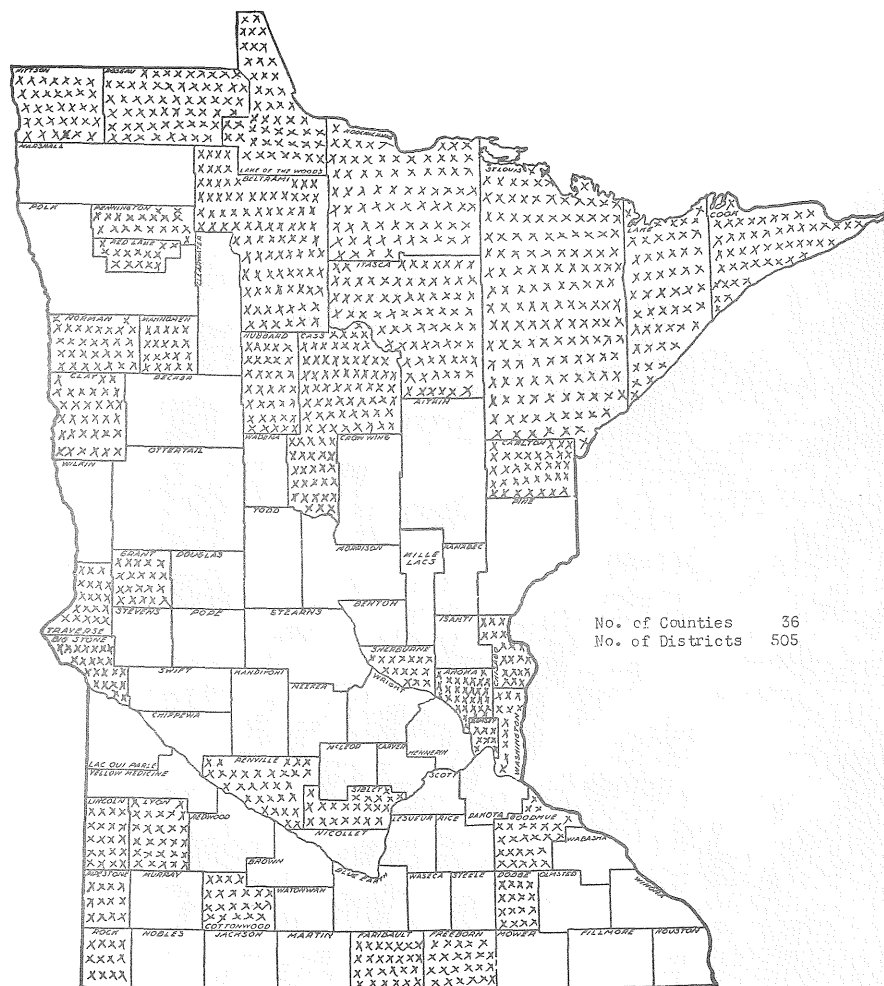 KITTSON
ROSEAU
KOOCHICHING
MARSHALL
LAKE OF THE WOODS
BELTRAMI
ST LOUIS
LAKE
COOK
POLK
PENNINGTON
RED LAKE
CLEARWATER
ITASCA
NORMAN
MAHNOMEN
HUBBARD
CASS
CLAY
BECKER
AITKIN
WADENA
CROW WING
CARLTON
OTTERTAIL
WILKIN
PINE
TODD
MORRISON
MILLE
LACS
KANABEC
GRANT
DOUGLAS
STEVENS
POPE
STEARNS
BENTON
ISANTI
No. of Counties 36
No. of Districts 505
TRAVERSE
BIG STONE
SHERBURNE
SWIFT
KANDIYOHI
MEEKER
WRIGHT
ANOKA
CHISAGO
CHIPPEWA
RAMSEY
WASHINGTON
LAC QUI PARLE
YELLOW MEDICINE
RENVILLE
MCLEOD
CARVER
HENNEPIN
SCOTT
SIBLEY
LINCOLN
LYON
REDWOOD
NICOLLET
LESUEUR
RICE
DAKOTA
GOODHUE
WABASHA
BROWN
BLUE EARTH
PIPESTONE
MURRAY
COTTONWOOD
WATONWAN
WASECA
STEELE
DODGE
OLMSTED
WINONA
ROCK
NOBLES
JACKSON
MARTIN
FARIBAULT
FREEBORN
MOWER
FILLMORE
HOUSTON